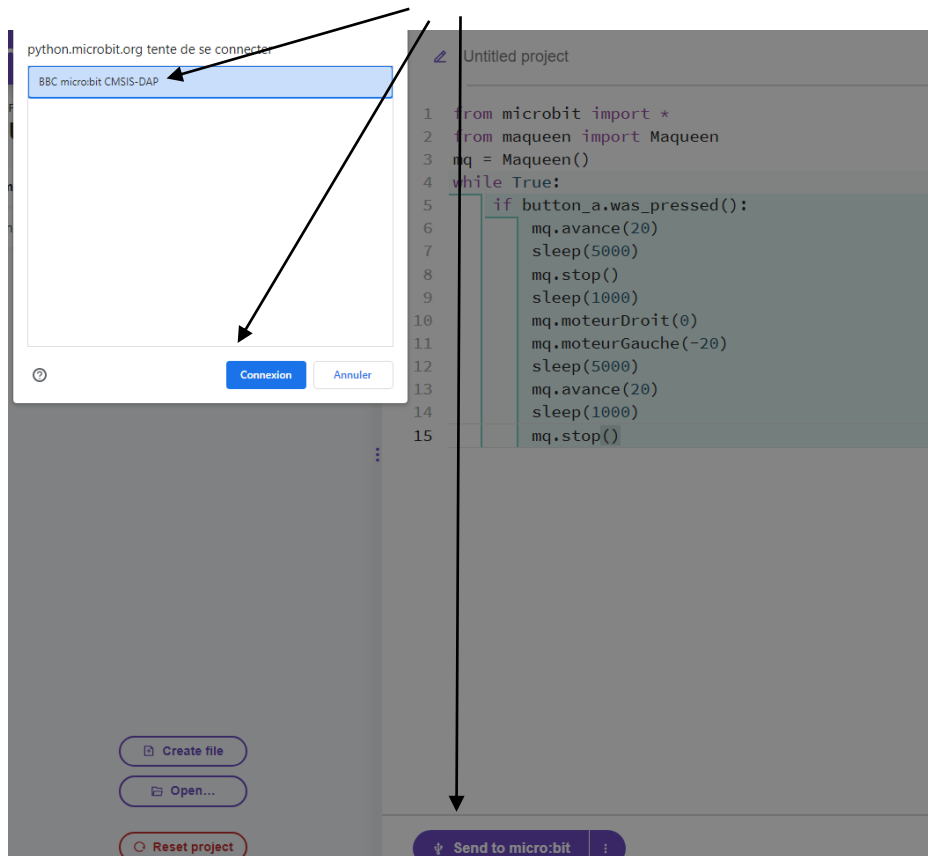 python.microbit.org tente de se connecter
BBC micro:bit CMSIS-DAP
Connexion
Annuler
Untitled project
1 from microbit import *
2 from maqueen import Maqueen
3 mq = Maqueen()
4 while True:
5 if button_a.was_pressed():
6 mq.avance(20)
7 sleep(5000)
8 mq.stop()
9 sleep(1000)
10 mq.moteurDroit(0)
11 mq.moteurGauche(-20)
12 sleep(5000)
13 mq.avance(20)
14 sleep(1000)
15 mq.stop()
Create file
Open...
Reset project
Send to micro:bit